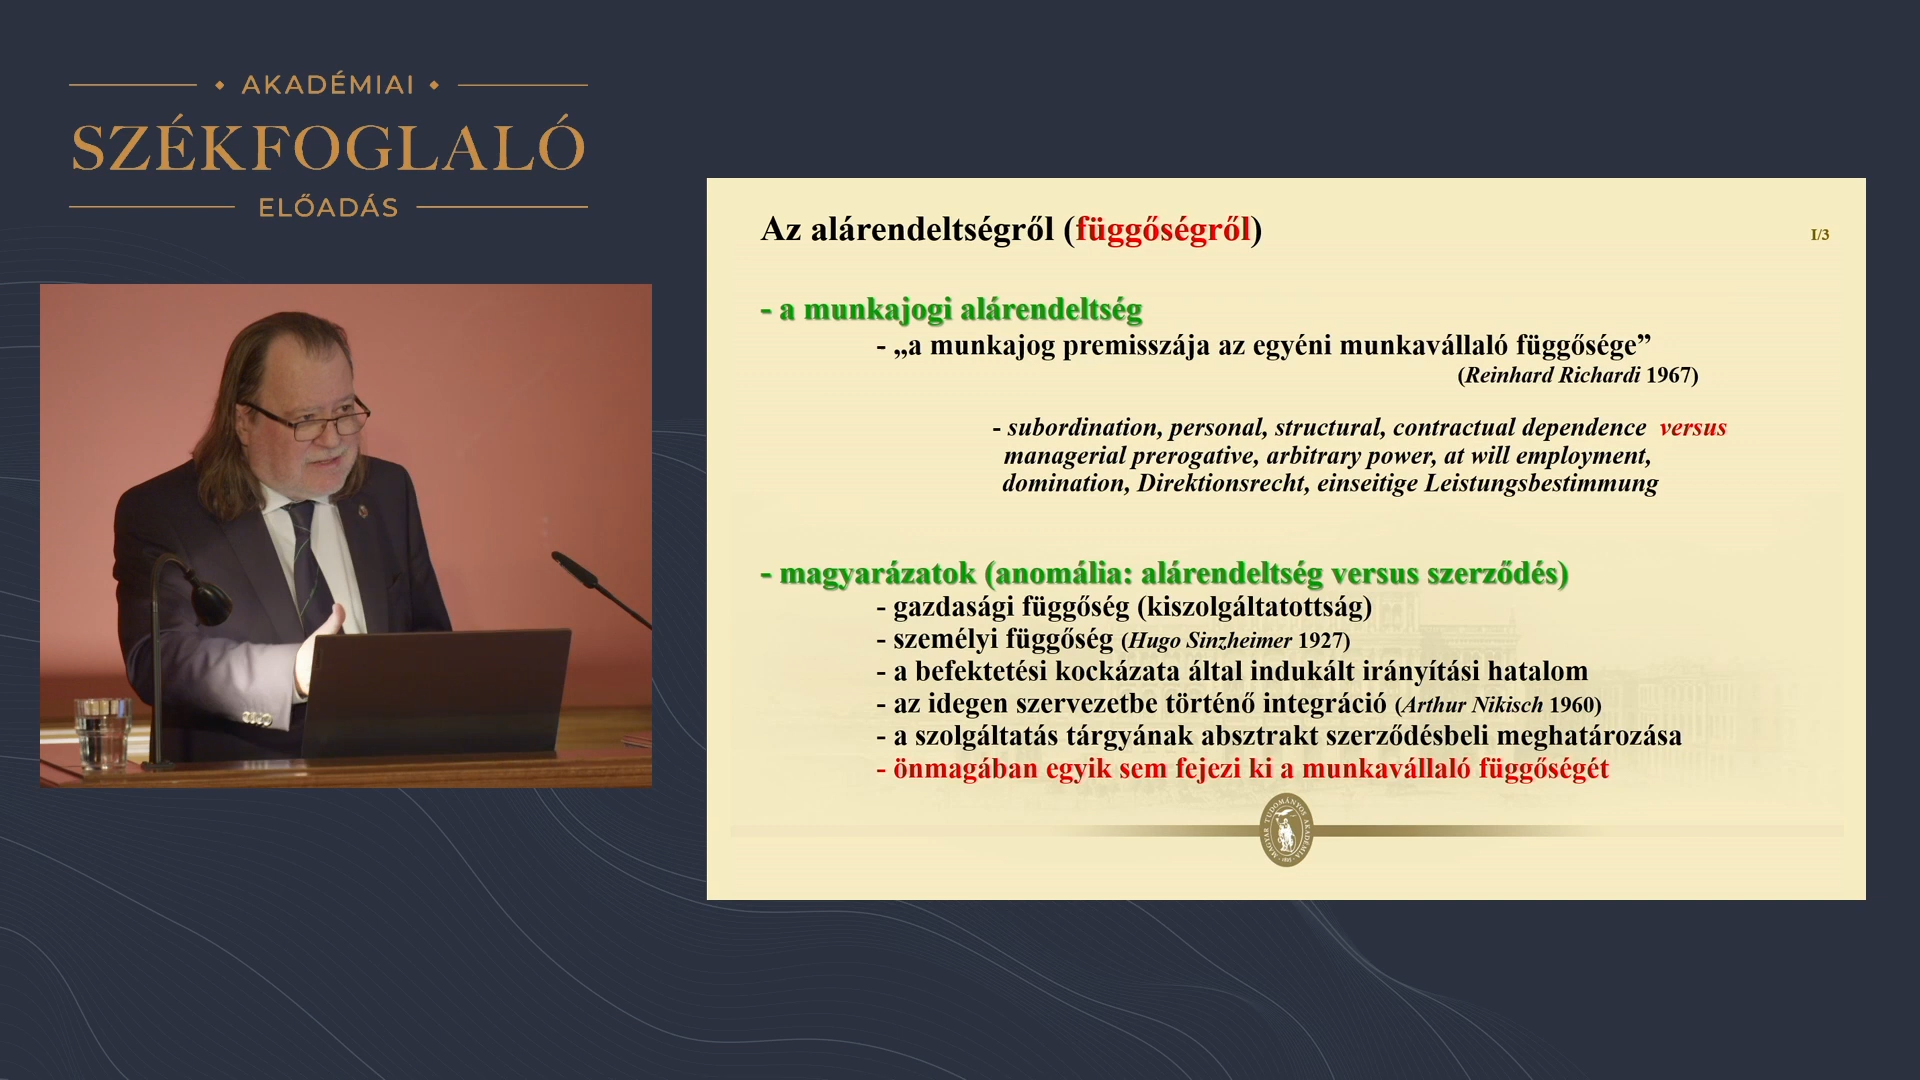 AKADÉMIAI
SZÉKFOGLALÓ
ELŐADÁS
Az alárendeltségről (függőségről)
I/3
- a munkajogi alárendeltség
- „a munkajog premisszája az egyéni munkavállaló függősége”
(Reinhard Richardi 1967)
- subordination, personal, structural, contractual dependence versus
managerial prerogative, arbitrary power, at will employment,
domination, Direktionsrecht, einseitige Leistungsbestimmung
- magyarázatok (anomália: alárendeltség versus szerződés)
- gazdasági függőség (kiszolgáltatottság)
- személyi függőség (Hugo Sinzheimer 1927)
- a befektetési kockázata által indukált irányítási hatalom
- az idegen szervezetbe történő integráció (Arthur Nikisch 1960)
- a szolgáltatás tárgyának absztrakt szerződésbeli meghatározása
- önmagában egyik sem fejezi ki a munkavállaló függőségét
MAGYAR TUDOMÁNYOS AKADÉMIA